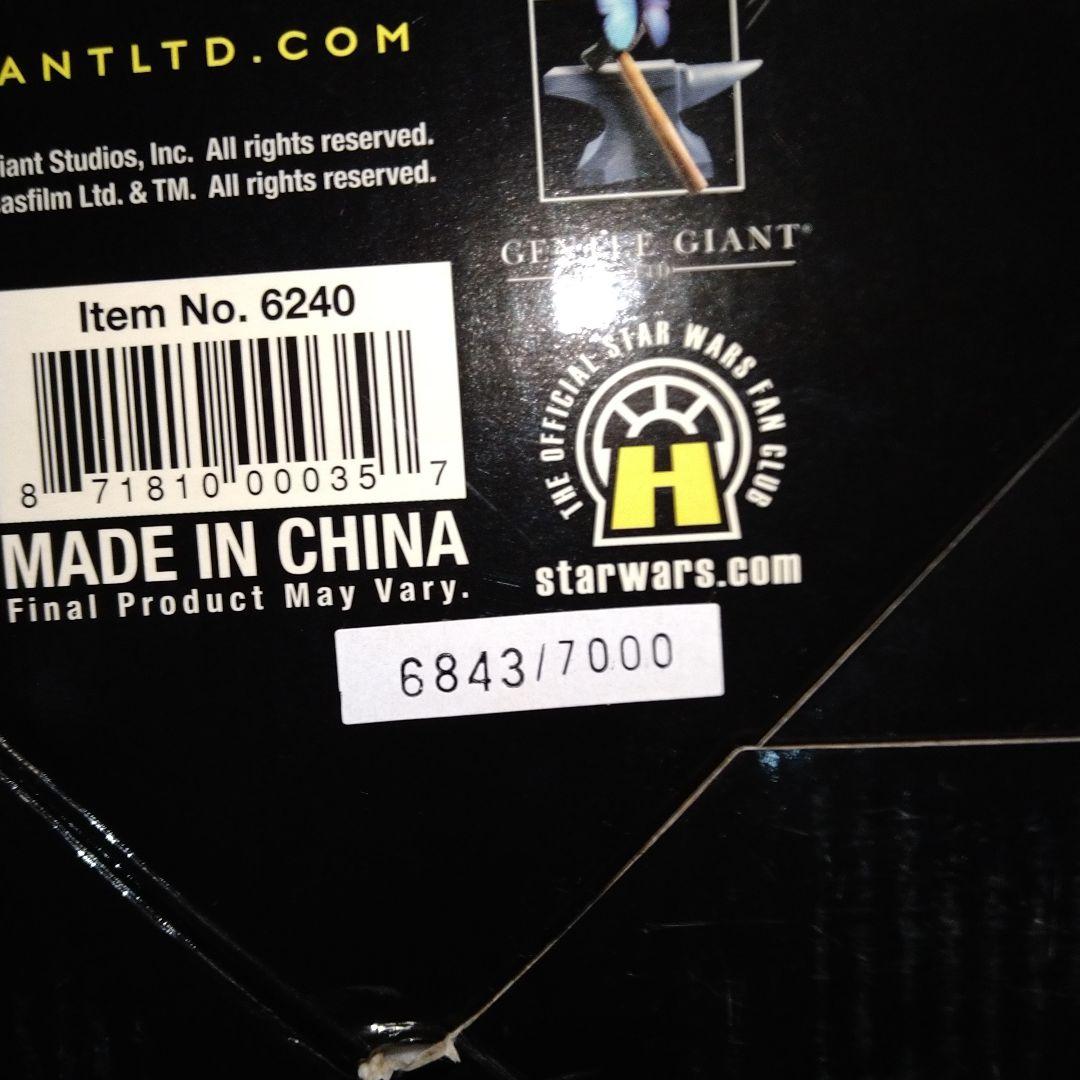 ANTLTD.COM
iant Studios, Inc. All rights reserved.
asfilm Ltd. & TM. All rights reserved.
GENTLE GIANT®
LTD
Item No. 6240
8 71810 00035 7
MADE IN CHINA
Final Product May Vary.
THE OFFICIAL STAR WARS FAN CLUB
H
starwars.com
6843/7000